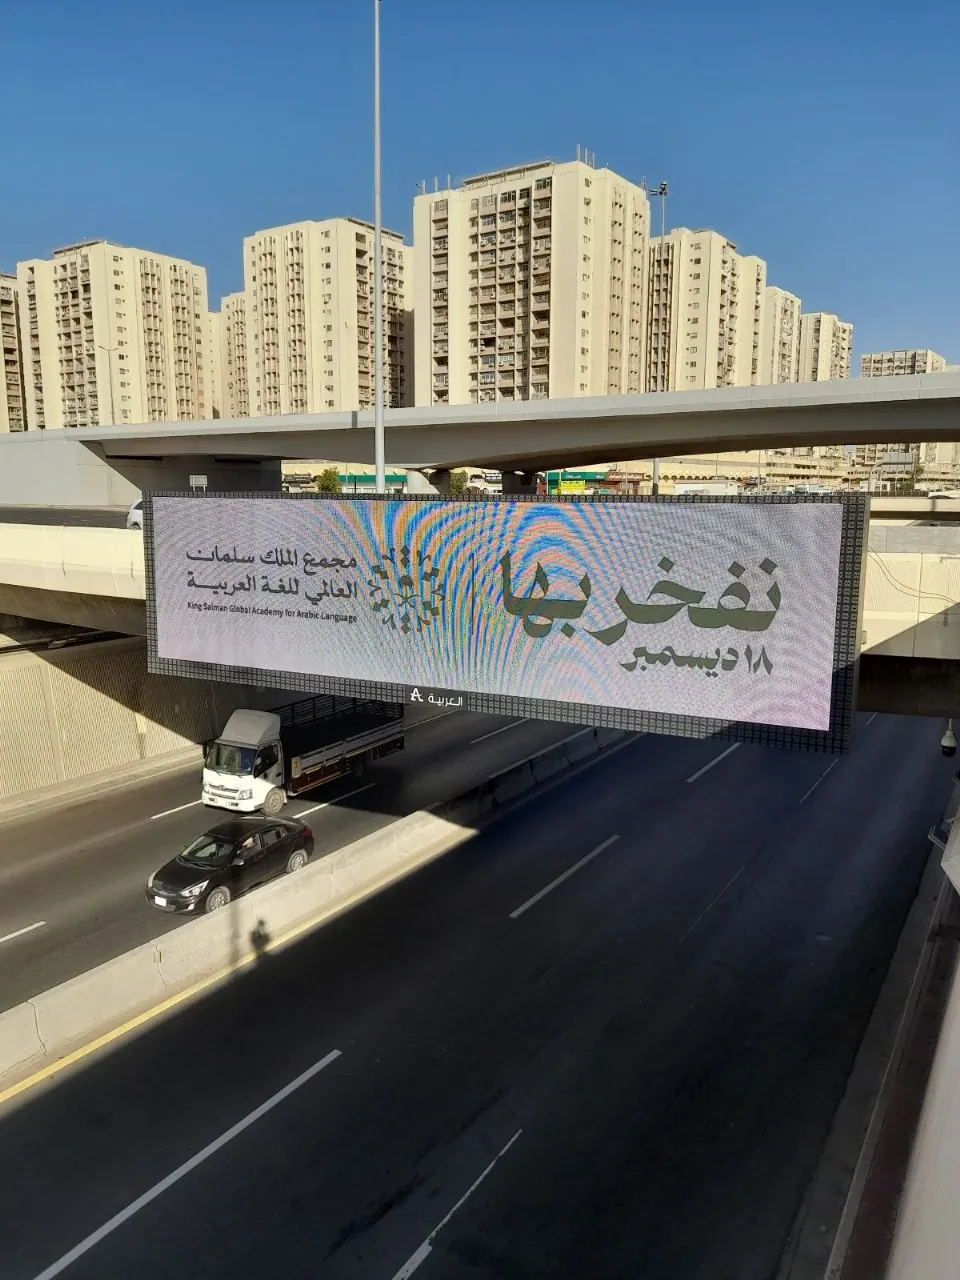 نفخر بها
١٨ ديسمبر
مجمع الملك سلمان
العالمي للغة العربية
King Salman Global Academy for Arabic Language
العربية